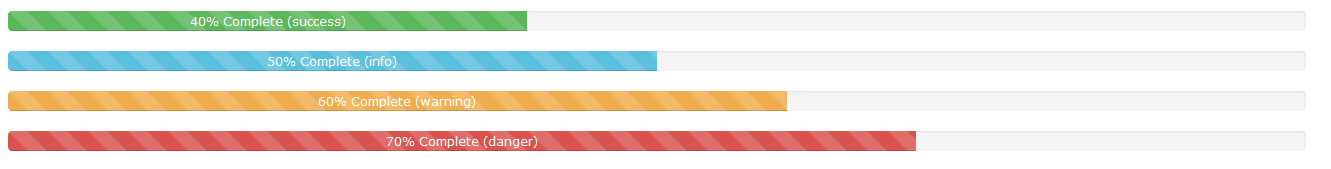 40% Complete (success)
50% Complete (info)
60% Complete (warning)
70% Complete (danger)